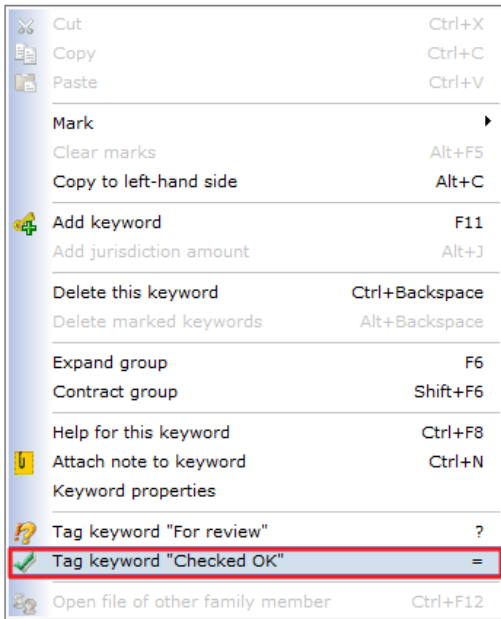 Cut Ctrl+X
Copy Ctrl+C
Paste Ctrl+V
Mark
Clear marks Alt+F5
Copy to left-hand side Alt+C
Add keyword F11
Add jurisdiction amount Alt+J
Delete this keyword Ctrl+Backspace
Delete marked keywords Alt+Backspace
Expand group F6
Contract group Shift+F6
Help for this keyword Ctrl+F8
Attach note to keyword Ctrl+N
Keyword properties
Tag keyword "For review" ?
Tag keyword "Checked OK" =
Open file of other family member Ctrl+F12